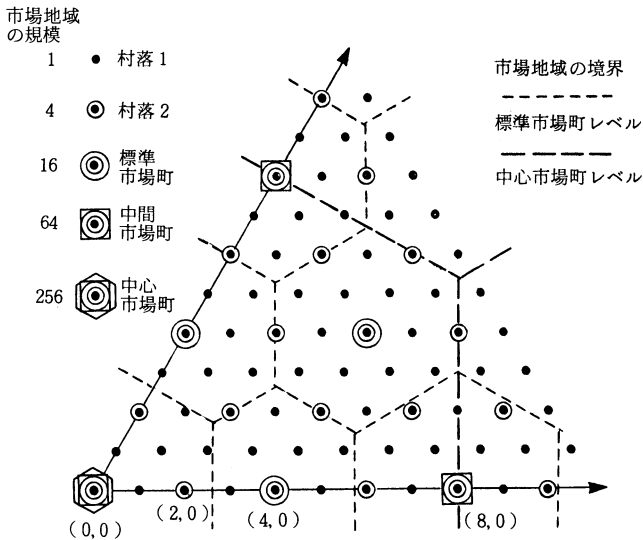 市場地域
の規模
1 村落1
4 村落2
16 標準
市場町
64 中間
市場町
256 中心
市場町
市場地域の境界
標準市場町レベル
中心市場町レベル
(0,0)
(2,0)
(4,0)
(8,0)